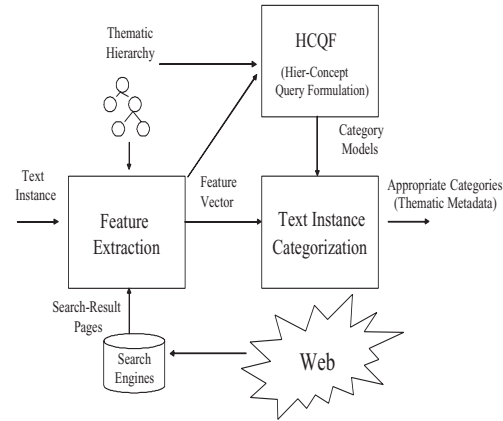 Thematic
Hierarchy
HCQF
(Hier-Concept
Query Formulation)
Category
Models
Text
Instance
Feature
Extraction
Feature
Vector
Text Instance
Categorization
Appropriate Categories
(Thematic Metadata)
Search-Result
Pages
Search
Engines
Web